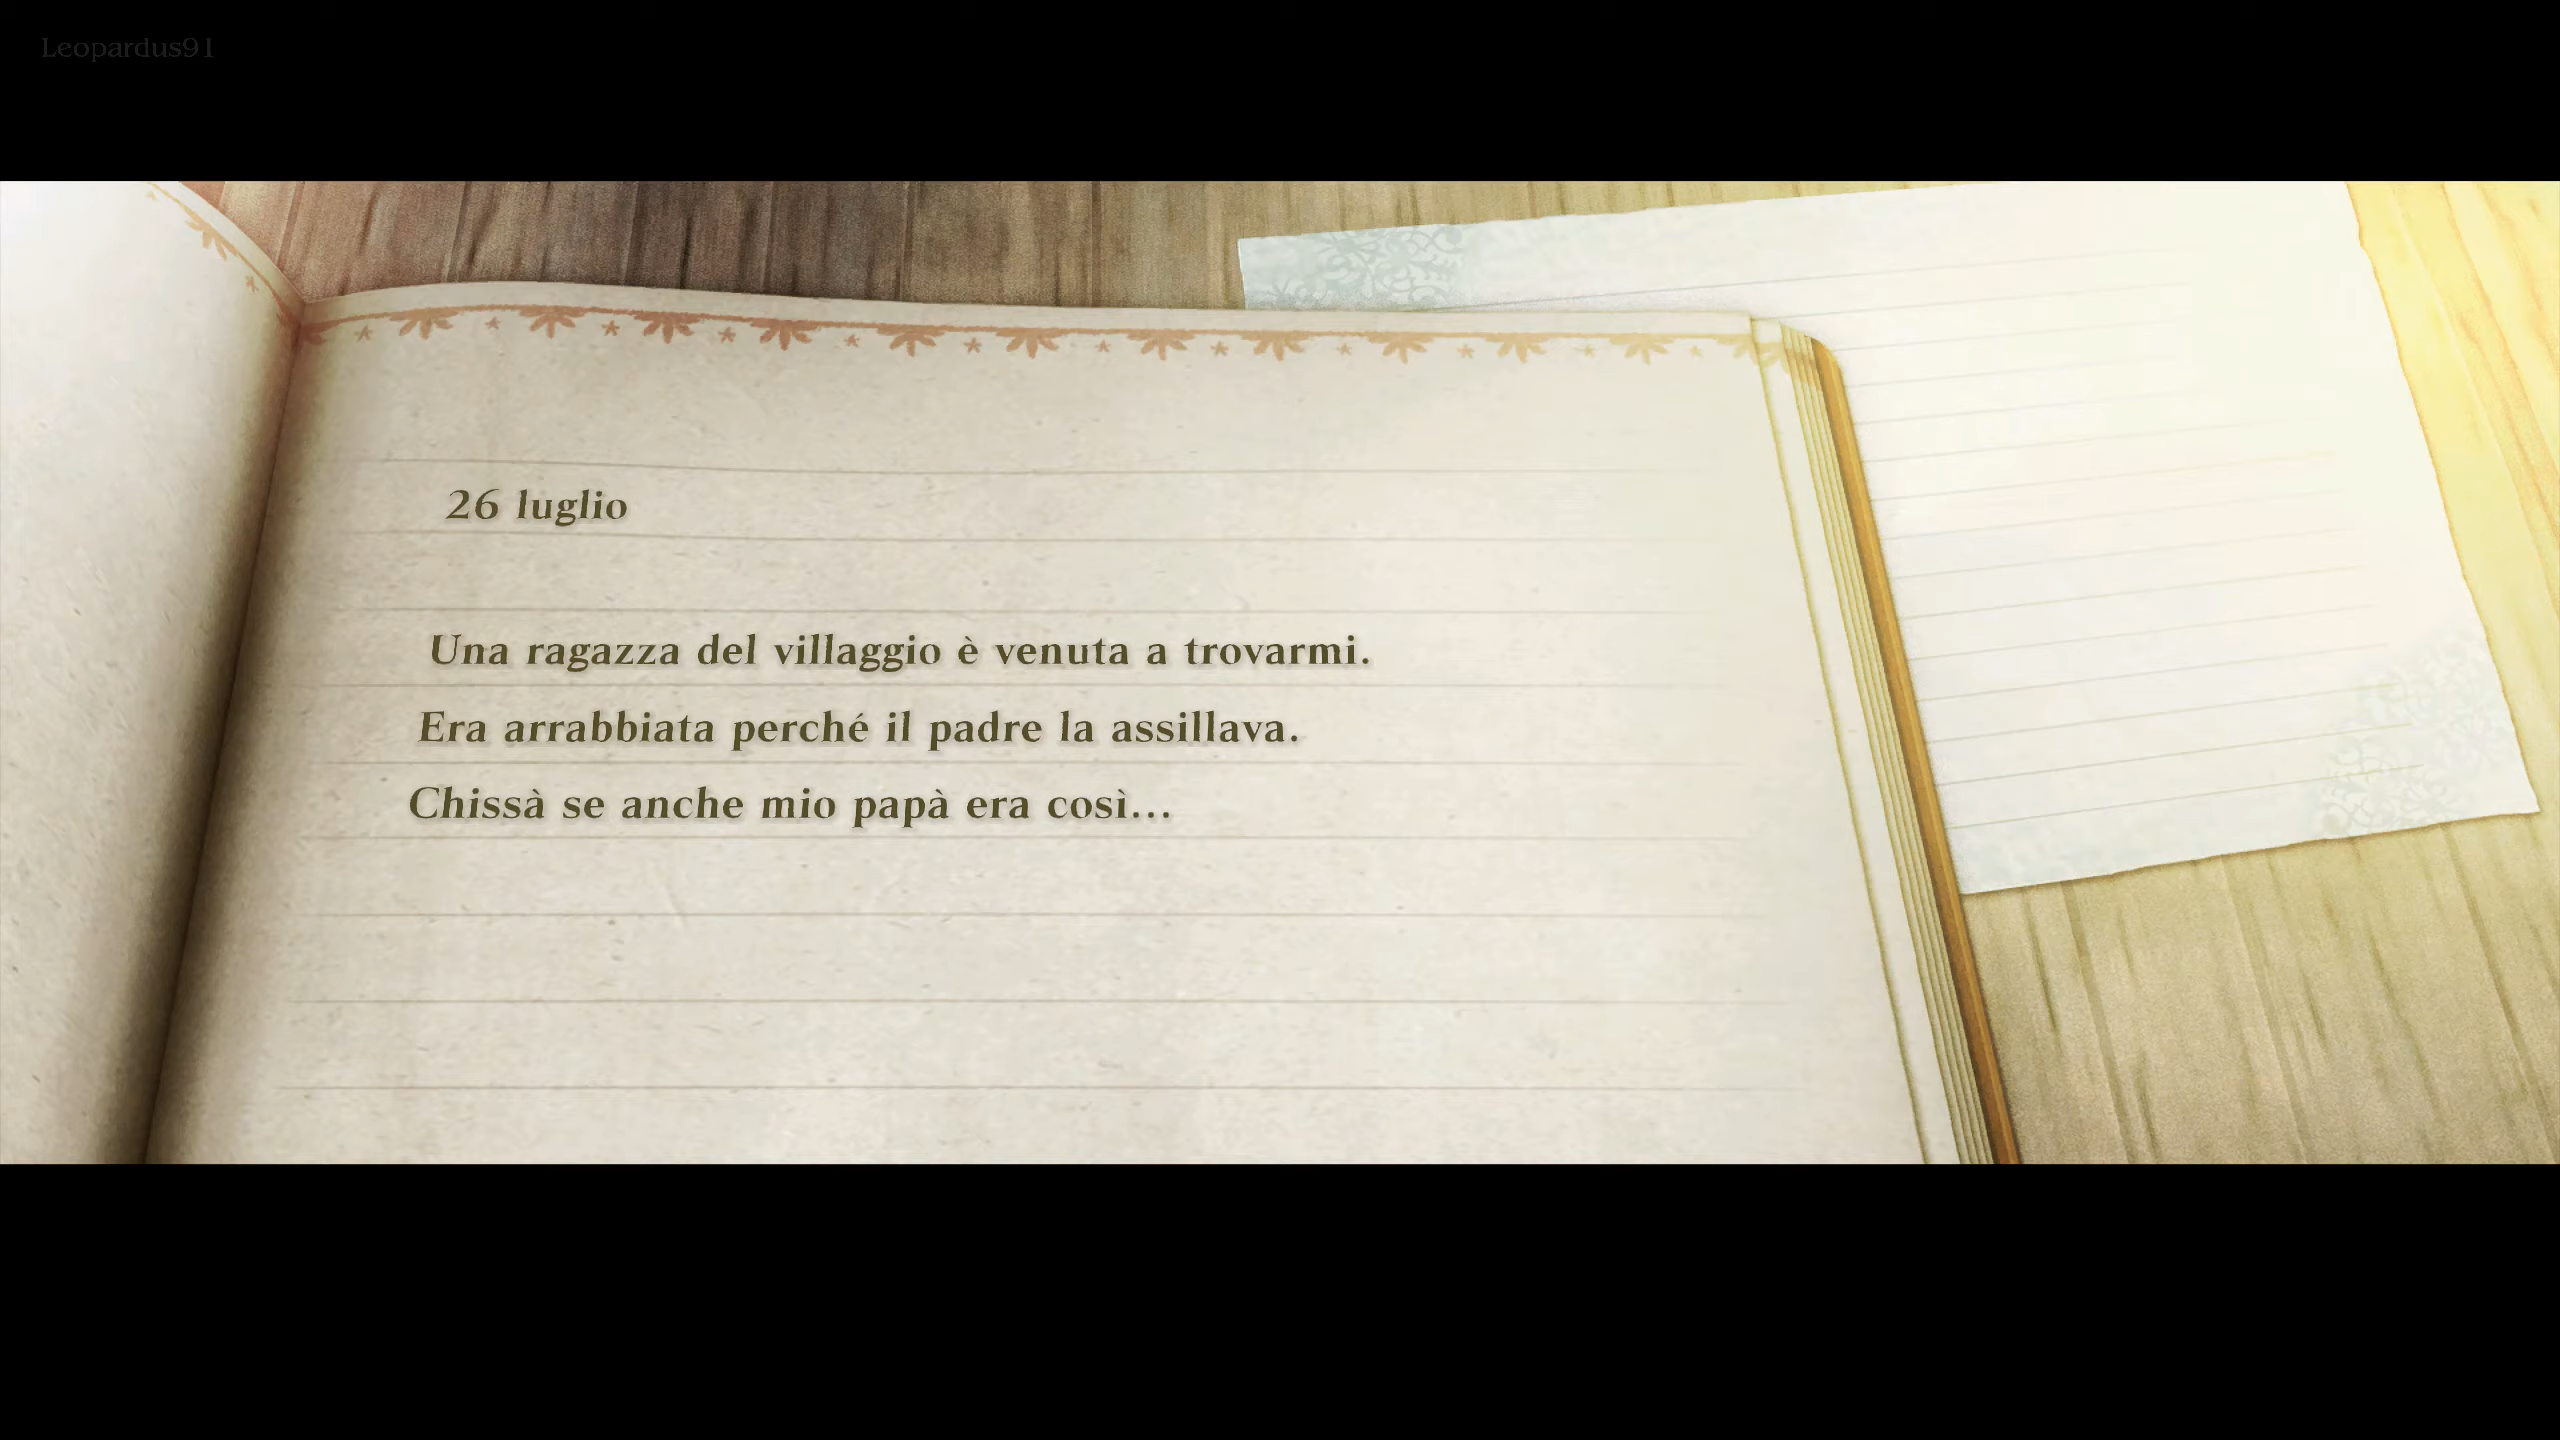 Leopardus91
26 luglio
Una ragazza del villaggio è venuta a trovarmi.
Era arrabbiata perché il padre la assillava.
Chissà se anche mio papà era così...